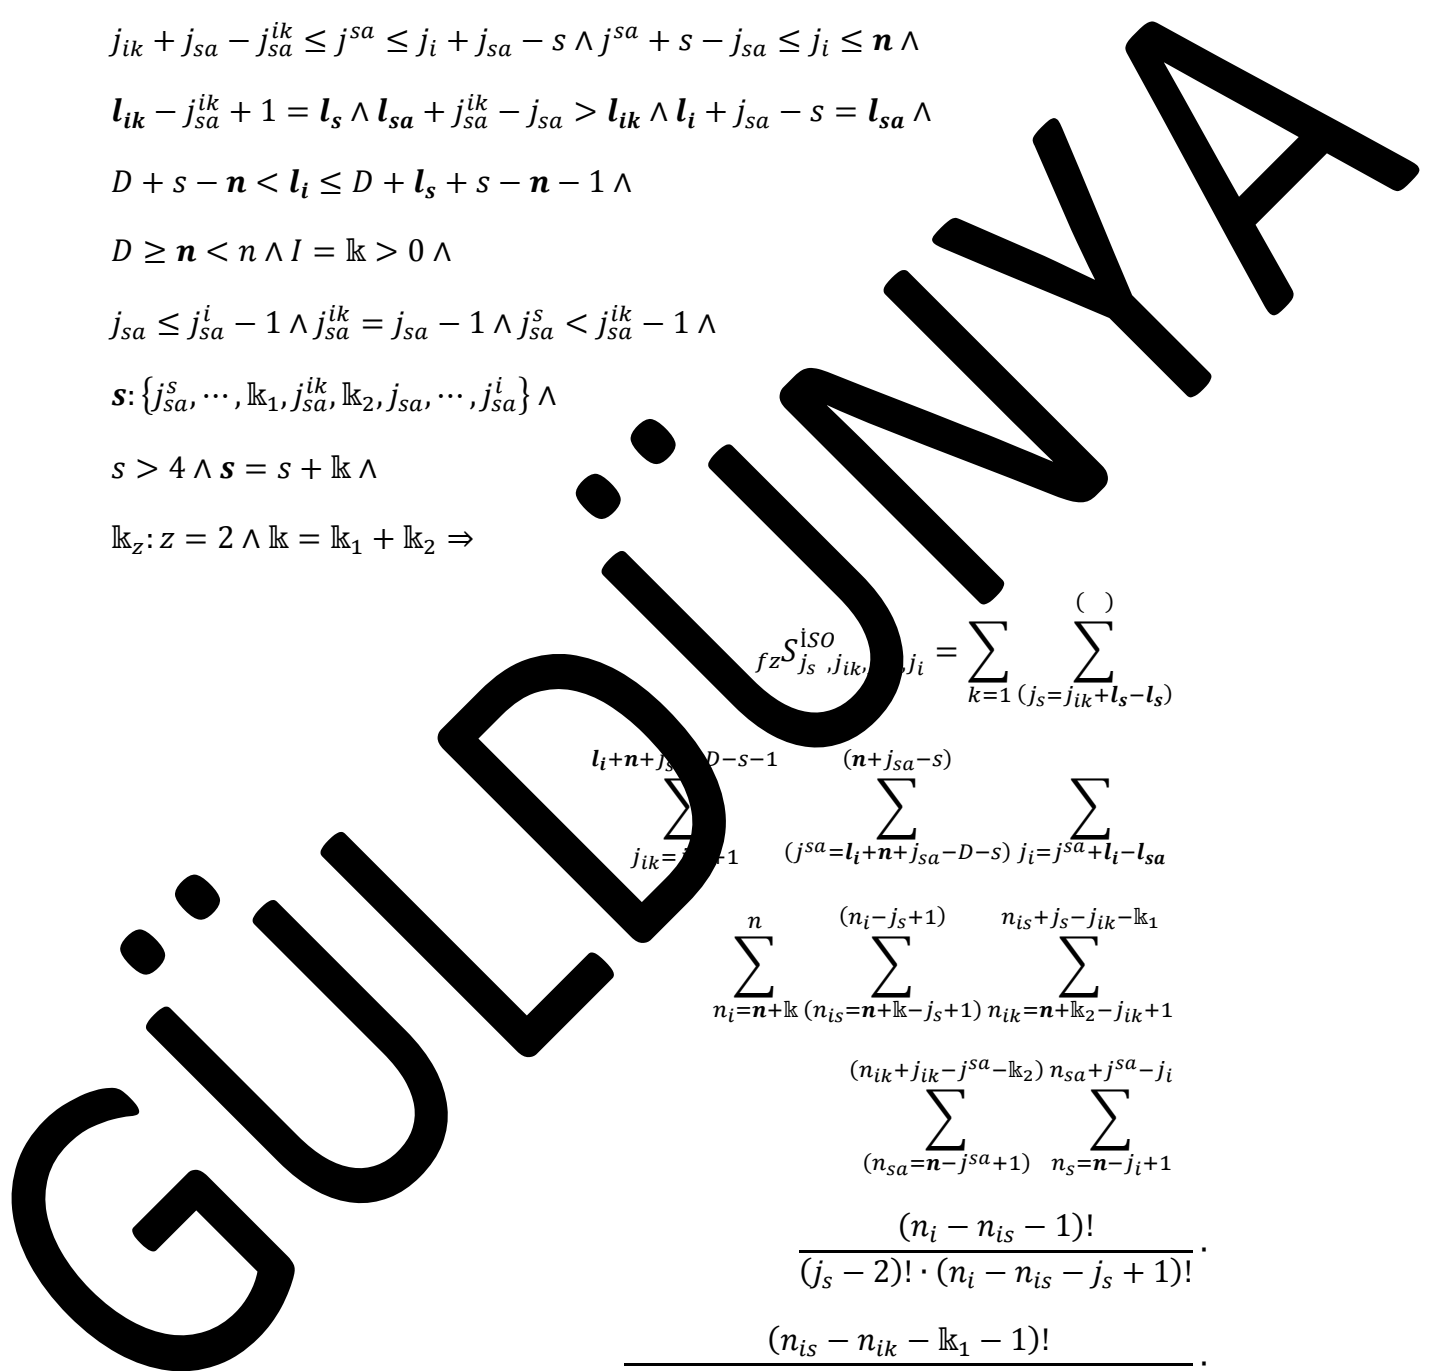 j_{ik} + j_{sa} − j_{sa}^{ik} ≤ j^{sa} ≤ j_i + j_{sa} − s ∧ j^{sa} + s − j_{sa} ≤ j_i ≤ n ∧
l_{ik} − j_{sa}^{ik} + 1 = l_s ∧ l_{sa} + j_{sa}^{ik} − j_{sa} > l_{ik} ∧ l_i + j_{sa} − s = l_{sa} ∧
D + s − n < l_i ≤ D + l_s + s − n − 1 ∧
D ≥ n < n ∧ I = 𝕜 > 0 ∧
j_{sa} ≤ j_{sa}^{i} − 1 ∧ j_{sa}^{ik} = j_{sa} − 1 ∧ j_{sa}^{s} < j_{sa}^{ik} − 1 ∧
s: {j_{sa}^{s}, ⋯, 𝕜_1, j_{sa}^{ik}, 𝕜_2, j_{sa}, ⋯, j_{sa}^{i}} ∧
s > 4 ∧ s = s + 𝕜 ∧
𝕜_z: z = 2 ∧ 𝕜 = 𝕜_1 + 𝕜_2 ⇒
( )
_{fz}S^{İSO}_{j_s, j_{ik}, j_i} = ∑ ∑
k=1 (j_s=j_{ik}+l_s−l_s)
l_i+n+j D−s−1 (n+j_{sa}−s)
∑ ∑ ∑
j_{ik}= +1 (j^{sa}=l_i+n+j_{sa}−D−s) j_i=j^{sa}+l_i−l_{sa}
n (n_i−j_s+1) n_{is}+j_s−j_{ik}−𝕜_1
∑ ∑ ∑
n_i=n+𝕜 (n_{is}=n+𝕜−j_s+1) n_{ik}=n+𝕜_2−j_{ik}+1
(n_{ik}+j_{ik}−j^{sa}−𝕜_2) n_{sa}+j^{sa}−j_i
∑ ∑
(n_{sa}=n−j^{sa}+1) n_s=n−j_i+1
(n_i − n_{is} − 1)!
(j_s − 2)! · (n_i − n_{is} − j_s + 1)! ·
(n_{is} − n_{ik} − 𝕜_1 − 1)! ·
GÜLDÜNYA